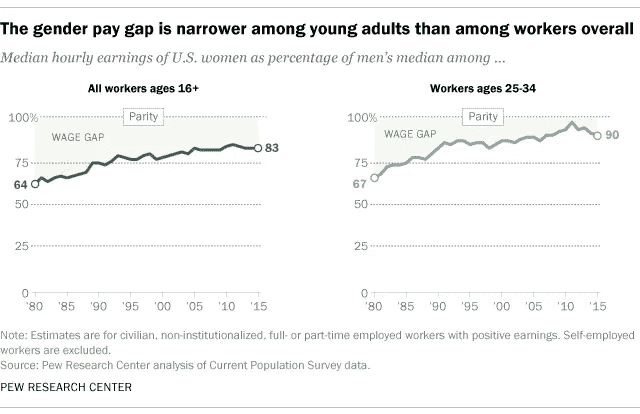 The gender pay gap is narrower among young adults than among workers overall
Median hourly earnings of U.S. women as percentage of men's median among ...
All workers ages 16+
100%
Parity
WAGE GAP
75
64
83
50
25
0
'80 '85 '90 '95 '00 '05 '10 '15
Workers ages 25-34
100%
Parity
WAGE GAP
75
67
90
50
25
0
'80 '85 '90 '95 '00 '05 '10 '15
Note: Estimates are for civilian, non-institutionalized, full- or part-time employed workers with positive earnings. Self-employed
workers are excluded.
Source: Pew Research Center analysis of Current Population Survey data.
PEW RESEARCH CENTER